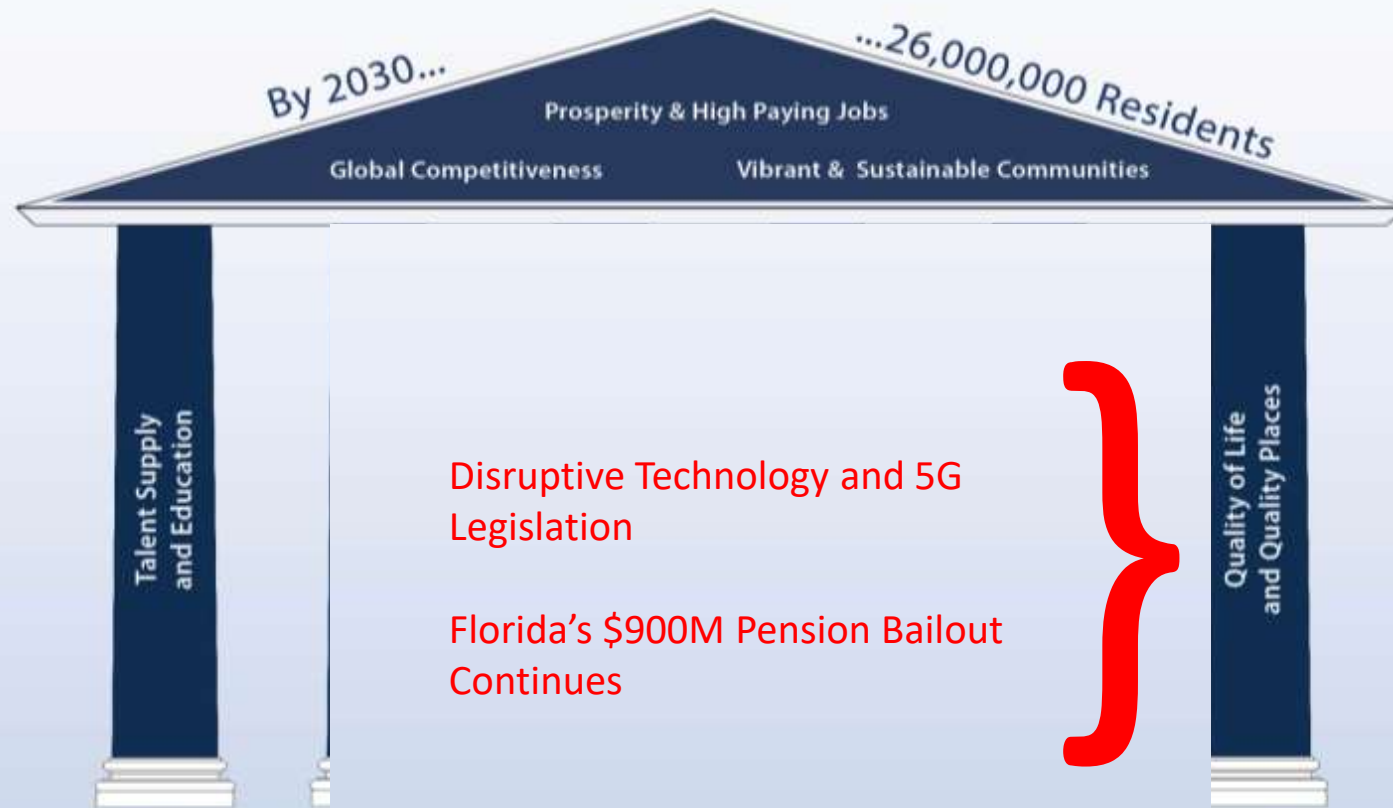 By 2030...
...26,000,000 Residents
Prosperity & High Paying Jobs
Global Competitiveness
Vibrant & Sustainable Communities
Talent Supply
and Education
Disruptive Technology and 5G
Legislation
Florida’s $900M Pension Bailout
Continues
}
Quality of Life
and Quality Places